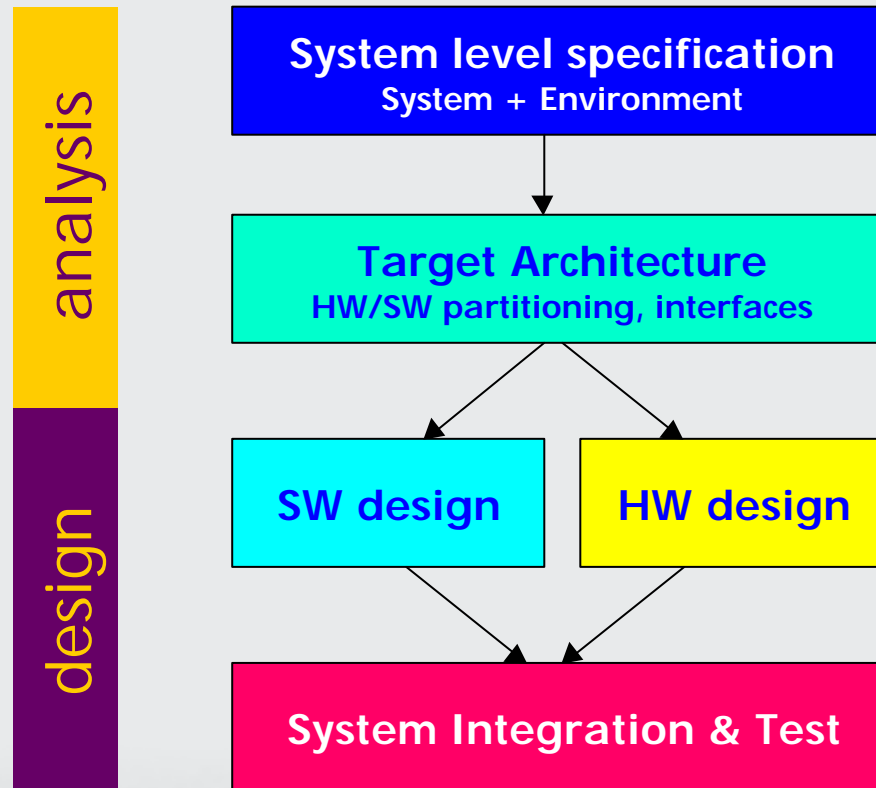 analysis
System level specification
System + Environment
Target Architecture
HW/SW partitioning, interfaces
design
SW design
HW design
System Integration & Test